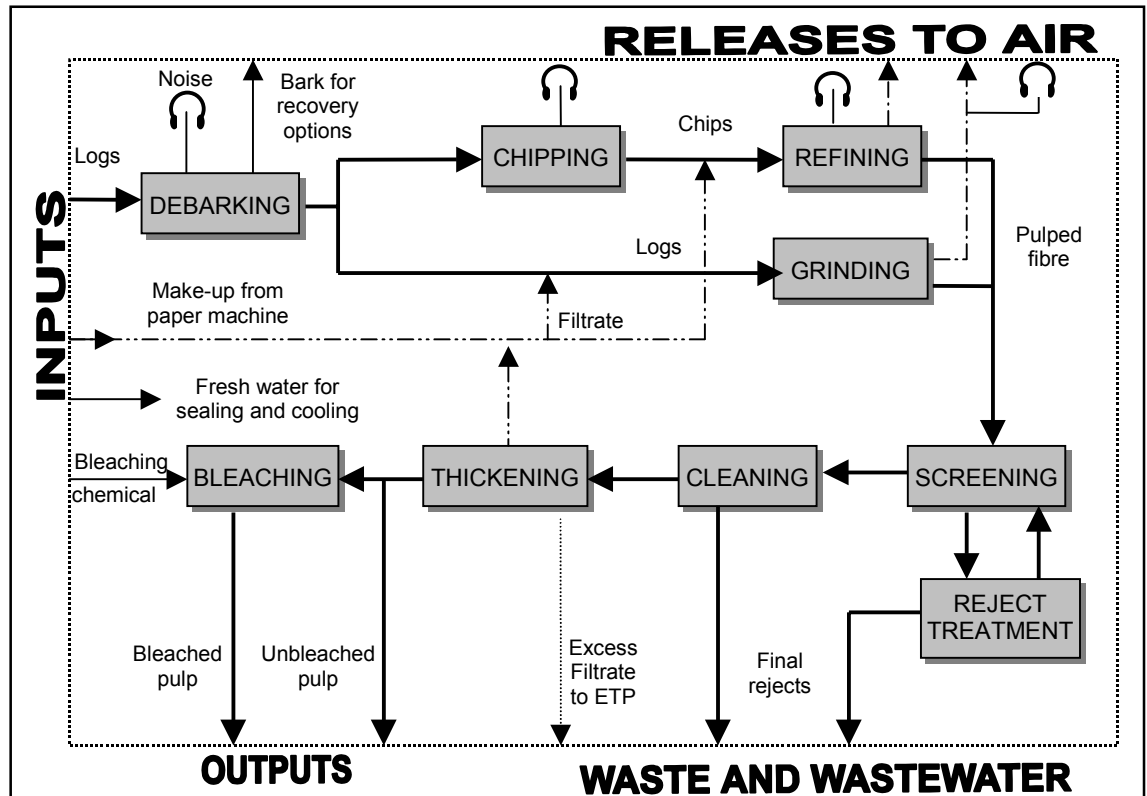 RELEASES TO AIR
Noise
Bark for
recovery
options
Logs
CHIPPING
Chips
REFINING
DEBARKING
INPUTS
Logs
GRINDING
Pulped
fibre
Make-up from
paper machine
Filtrate
Fresh water for
sealing and cooling
Bleaching
chemical
BLEACHING
THICKENING
CLEANING
SCREENING
REJECT
TREATMENT
Bleached
pulp
Unbleached
pulp
Excess
Filtrate
to ETP
Final
rejects
OUTPUTS
WASTE AND WASTEWATER